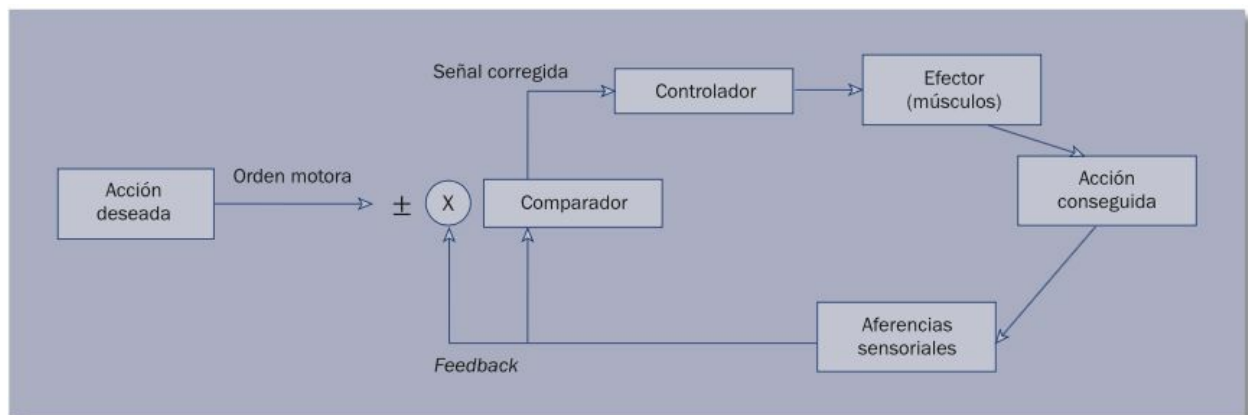 Señal corregida
Controlador
Efector
(músculos)
Acción
deseada
Orden motora
±
X
Comparador
Acción
conseguida
Aferencias
sensoriales
Feedback